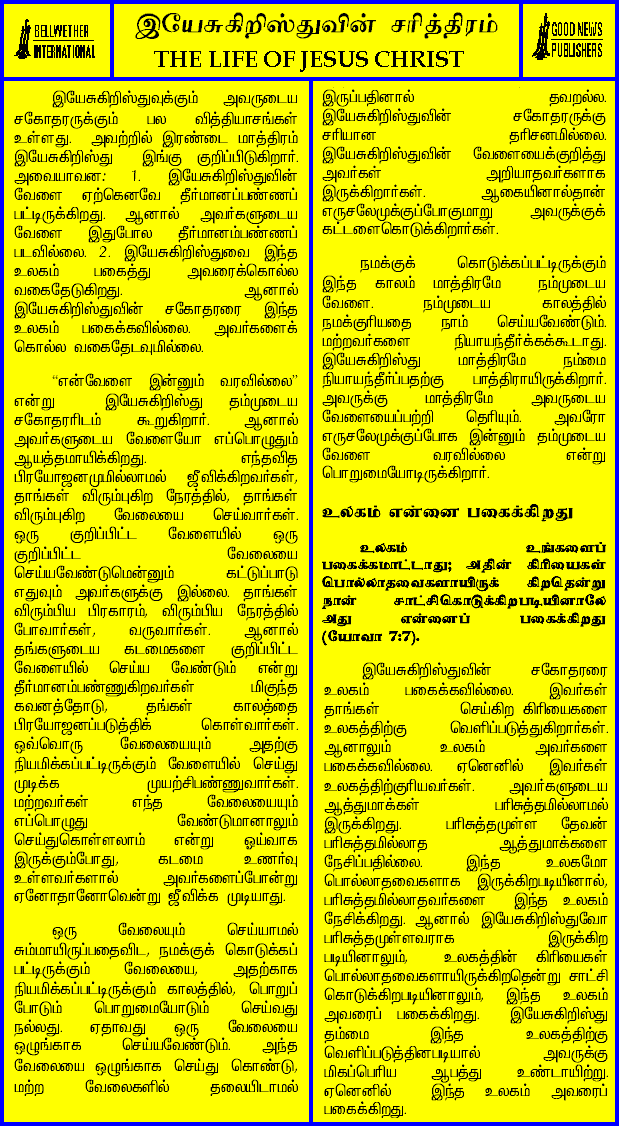 BELLWETHER
INTERNATIONAL
இயேசுகிறிஸ்துவின் சரித்திரம்
THE LIFE OF JESUS CHRIST
GOOD NEWS
PUBLISHERS
இயேசுகிறிஸ்துவுக்கும் அவருடைய
சகோதரருக்கும் பல வித்தியாசங்கள்
உள்ளது. அவற்றில் இரண்டை மாத்திரம்
இயேசுகிறிஸ்து இங்கு குறிப்பிடுகிறார்.
அவையாவன: 1. இயேசுகிறிஸ்துவின்
வேளை ஏற்கெனவே தீர்மானப்பண்ணப்
பட்டிருக்கிறது. ஆனால் அவர்களுடைய
வேளை இதுபோல தீர்மானம்பண்ணப்
படவில்லை. 2. இயேசுகிறிஸ்துவை இந்த
உலகம் பகைத்து அவரைக்கொல்ல
வகைதேடுகிறது. ஆனால்
இயேசுகிறிஸ்துவின் சகோதரரை இந்த
உலகம் பகைக்கவில்லை. அவர்களைக்
கொல்ல வகைதேடவுமில்லை.
“என்வேளை இன்னும் வரவில்லை”
என்று இயேசுகிறிஸ்து தம்முடைய
சகோதரரிடம் கூறுகிறார். ஆனால்
அவர்களுடைய வேளையோ எப்பொழுதும்
ஆயத்தமாயிக்கிறது. எந்தவித
பிரயோஜனமுமில்லாமல் ஜீவிக்கிறவர்கள்,
தாங்கள் விரும்புகிற நேரத்தில், தாங்கள்
விரும்புகிற வேலையை செய்வார்கள்.
ஒரு குறிப்பிட்ட வேளையில் ஒரு
குறிப்பிட்ட வேலையை
செய்யவேண்டுமென்னும் கட்டுப்பாடு
எதுவும் அவர்களுக்கு இல்லை. தாங்கள்
விரும்பிய பிரகாரம், விரும்பிய நேரத்தில்
போவார்கள், வருவார்கள். ஆனால்
தங்களுடைய கடமைகளை குறிப்பிட்ட
வேளையில் செய்ய வேண்டும் என்று
தீர்மானம்பண்ணுகிறவர்கள் மிகுந்த
கவனத்தோடு, தங்கள் காலத்தை
பிரயோஜனப்படுத்திக் கொள்வார்கள்.
ஒவ்வொரு வேலையையும் அதற்கு
நியமிக்கப்பட்டிருக்கும் வேளையில் செய்து
முடிக்க முயற்சிபண்ணுவார்கள்.
மற்றவர்கள் எந்த வேலையையும்
எப்பொழுது வேண்டுமானாலும்
செய்துகொள்ளலாம் என்று ஓய்வாக
இருக்கும்போது, கடமை உணர்வு
உள்ளவர்களால் அவர்களைப்போன்று
ஏனோதானோவென்று ஜீவிக்க முடியாது.
ஒரு வேலையும் செய்யாமல்
சும்மாயிருப்பதைவிட, நமக்குக் கொடுக்கப்
பட்டிருக்கும் வேலையை, அதற்காக
நியமிக்கப்பட்டிருக்கும் காலத்தில், பொறுப்
போடும் பொறுமையோடும் செய்வது
நல்லது. ஏதாவது ஒரு வேலையை
ஒழுங்காக செய்யவேண்டும். அந்த
வேலையை ஒழுங்காக செய்து கொண்டு,
மற்ற வேலைகளில் தலையிடாமல்
இருப்பதினால் தவறல்ல.
இயேசுகிறிஸ்துவின் சகோதரருக்கு
சரியான தரிசனமில்லை.
இயேசுகிறிஸ்துவின் வேளையைக்குறித்து
அவர்கள் அறியாதவர்களாக
இருக்கிறார்கள். ஆகையினால்தான்
எருசலேமுக்குப்போகுமாறு அவருக்குக்
கட்டளைகொடுக்கிறார்கள்.
நமக்குக் கொடுக்கப்பட்டிருக்கும்
இந்த காலம் மாத்திரமே நம்முடைய
வேளை. நம்முடைய காலத்தில்
நமக்குரியதை நாம் செய்யவேண்டும்.
மற்றவர்களை நியாயந்தீர்க்கக்கூடாது.
இயேசுகிறிஸ்து மாத்திரமே நம்மை
நியாயந்தீர்ப்பதற்கு பாத்திராயிருக்கிறார்.
அவருக்கு மாத்திரமே அவருடைய
வேளையைப்பற்றி தெரியும். அவரோ
எருசலேமுக்குப்போக இன்னும் தம்முடைய
வேளை வரவில்லை என்று
பொறுமையோடிருக்கிறார்.
உலகம் என்னை பகைக்கிறது
உலகம் உங்களைப்
பகைக்கமாட்டாது; அதின் கிரியைகள்
பொல்லாதவைகளாயிருக் கிறதென்று
நான் சாட்சிகொடுக்கிறபடியினாலே
அது என்னைப் பகைக்கிறது
(யோவா 7:7).
இயேசுகிறிஸ்துவின் சகோதரரை
உலகம் பகைக்கவில்லை. இவர்கள்
தாங்கள் செய்கிற கிரியைகளை
உலகத்திற்கு வெளிப்படுத்துகிறார்கள்.
ஆனாலும் உலகம் அவர்களை
பகைக்கவில்லை. ஏனெனில் இவர்கள்
உலகத்திற்குரியவர்கள். அவர்களுடைய
ஆத்துமாக்கள் பரிசுத்தமில்லாமல்
இருக்கிறது. பரிசுத்தமுள்ள தேவன்
பரிசுத்தமில்லாத ஆத்துமாக்களை
நேசிப்பதில்லை. இந்த உலகமோ
பொல்லாதவைகளாக இருக்கிறபடியினால்,
பரிசுத்தமில்லாதவர்களை இந்த உலகம்
நேசிக்கிறது. ஆனால் இயேசுகிறிஸ்துவோ
பரிசுத்தமுள்ளவராக இருக்கிற
படியினாலும், உலகத்தின் கிரியைகள்
பொல்லாதவைகளாயிருக்கிறதென்று சாட்சி
கொடுக்கிறபடியினாலும், இந்த உலகம்
அவரைப் பகைக்கிறது. இயேசுகிறிஸ்து
தம்மை இந்த உலகத்திற்கு
வெளிப்படுத்தினபடியால் அவருக்கு
மிகப்பெரிய ஆபத்து உண்டாயிற்று.
ஏனெனில் இந்த உலகம் அவரைப்
பகைக்கிறது.